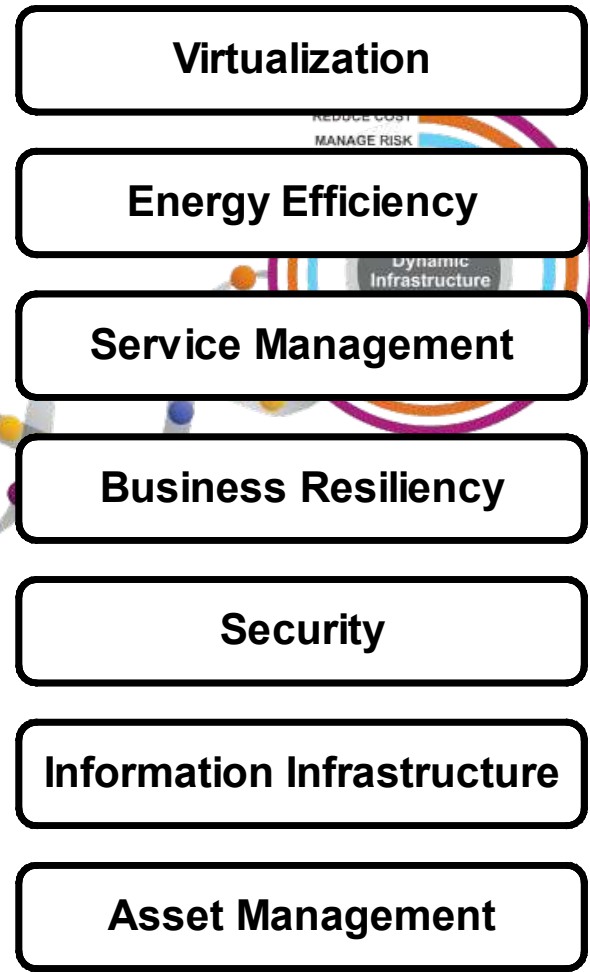 Virtualization
REDUCE COST
MANAGE RISK
Energy Efficiency
Dynamic
Infrastructure
Service Management
Business Resiliency
Security
Information Infrastructure
Asset Management